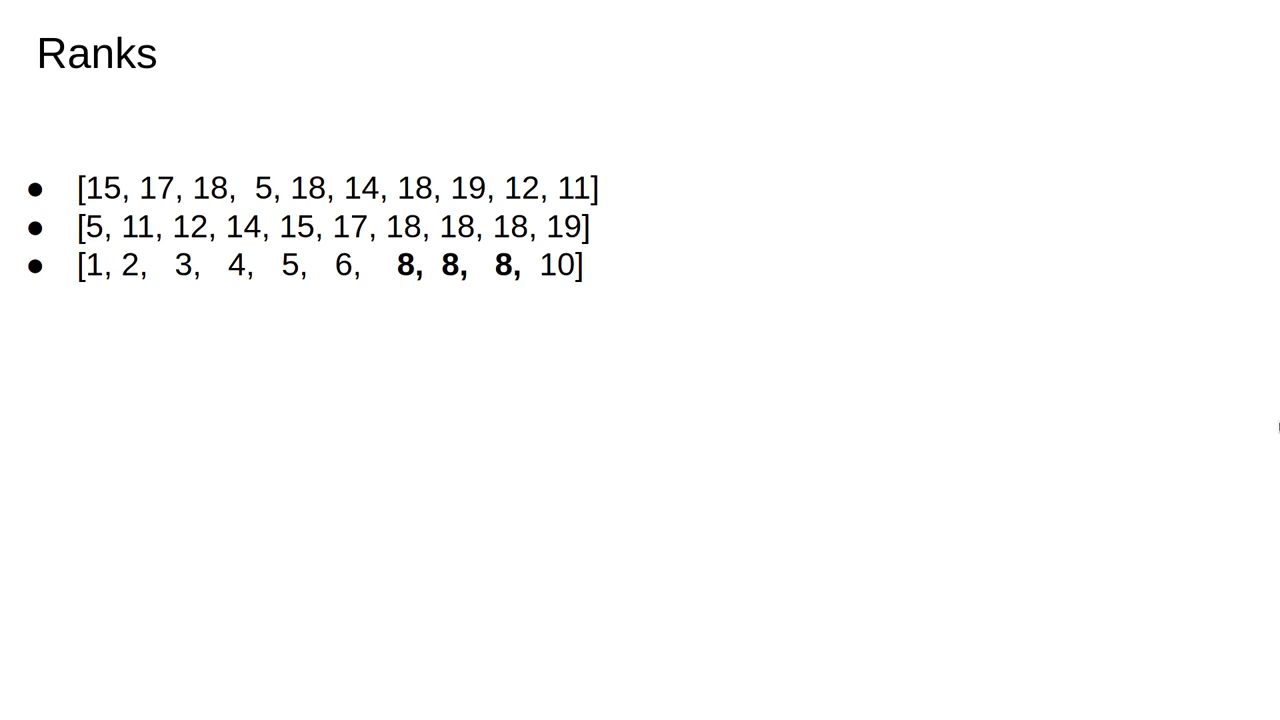 Ranks
● [15, 17, 18,  5, 18, 14, 18, 19, 12, 11]
● [5, 11, 12, 14, 15, 17, 18, 18, 18, 19]
● [1, 2,   3,   4,   5,   6,    8,  8,   8,  10]